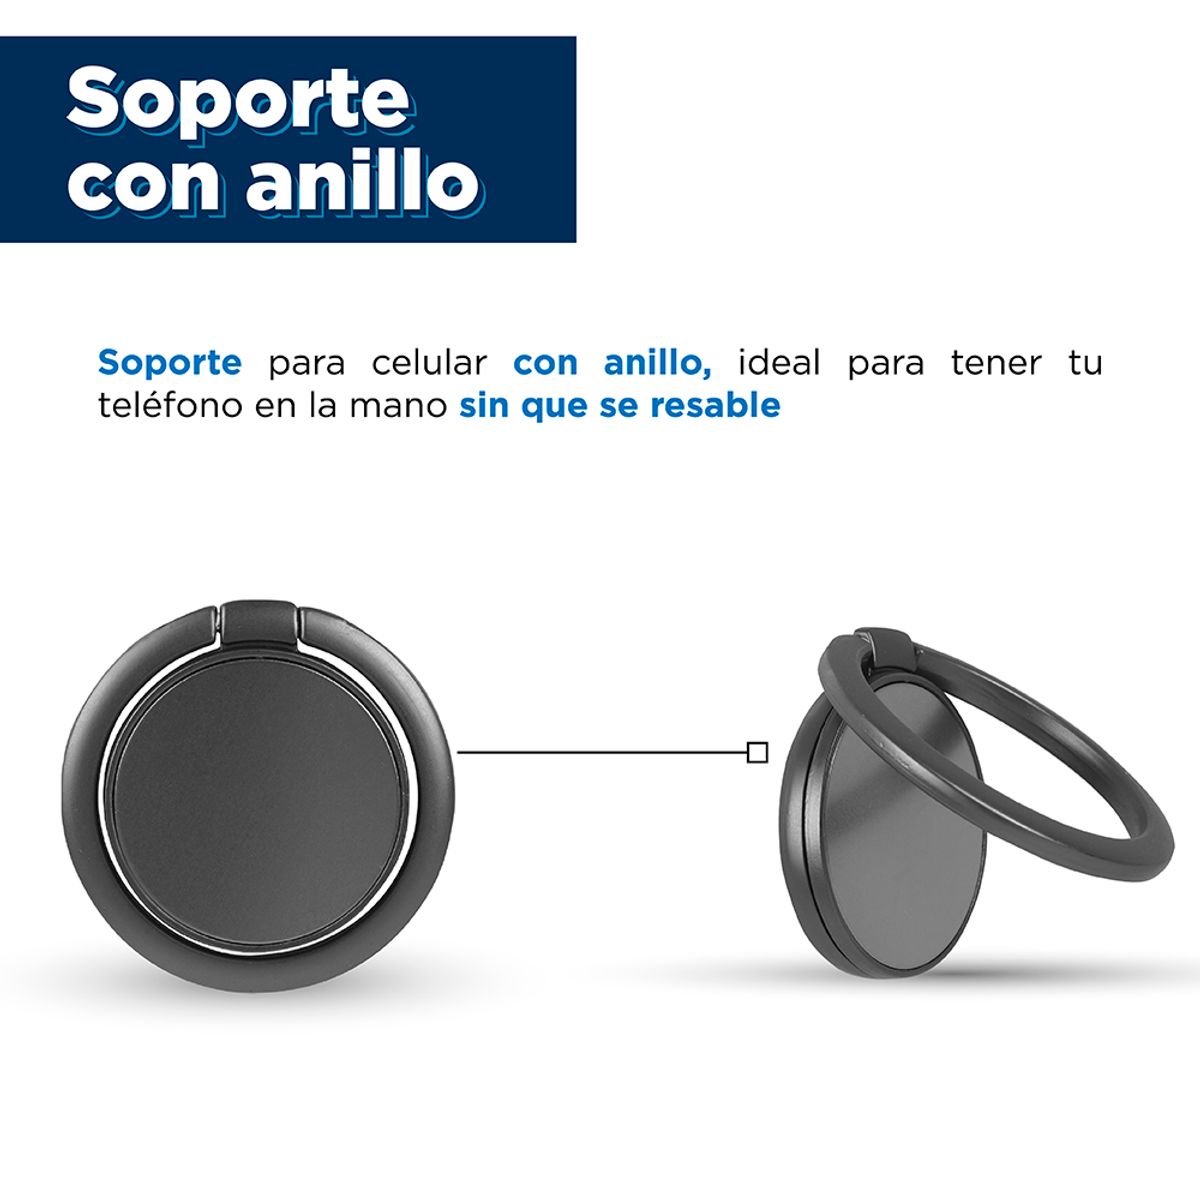 Soporte
con anillo
Soporte para celular con anillo, ideal para tener tu
teléfono en la mano sin que se resable